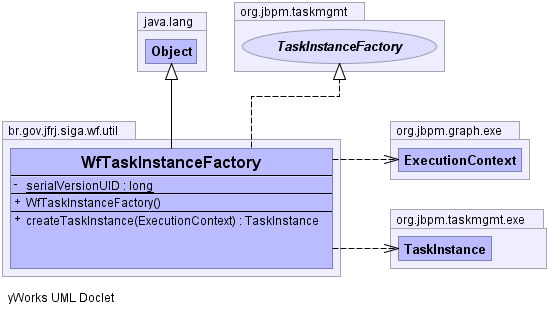 java.lang
Object
org.jbpm.taskmgmt
TaskInstanceFactory
br.gov.jfrj.siga.wf.util
WfTaskInstanceFactory
- serialVersionUID : long
+ WfTaskInstanceFactory()
+ createTaskInstance(ExecutionContext) : TaskInstance
org.jbpm.graph.exe
ExecutionContext
org.jbpm.taskmgmt.exe
TaskInstance
yWorks UML Doclet